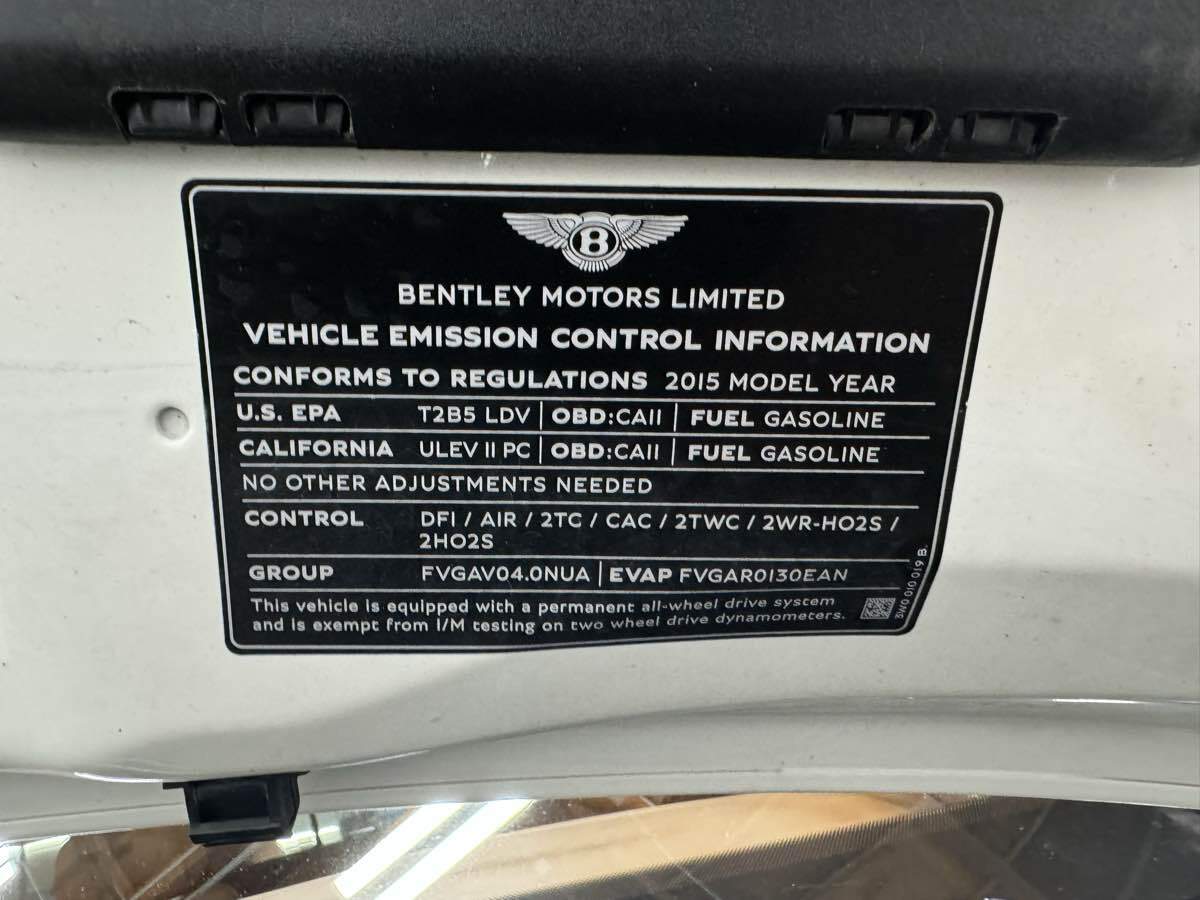 B
BENTLEY MOTORS LIMITED
VEHICLE EMISSION CONTROL INFORMATION
CONFORMS TO REGULATIONS 2015 MODEL YEAR
U.S. EPA T2B5 LDV | OBD:CAII | FUEL GASOLINE
CALIFORNIA ULEV II PC | OBD:CAII | FUEL GASOLINE
NO OTHER ADJUSTMENTS NEEDED
CONTROL DFI / AIR / 2TC / CAC / 2TWC / 2WR-HO2S /
2HO2S
GROUP FVGAV04.0NUA | EVAP FVGAR0130EAN
This vehicle is equipped with a permanent all-wheel drive system
and is exempt from I/M testing on two wheel drive dynamometers.
3W0 010 019 B.